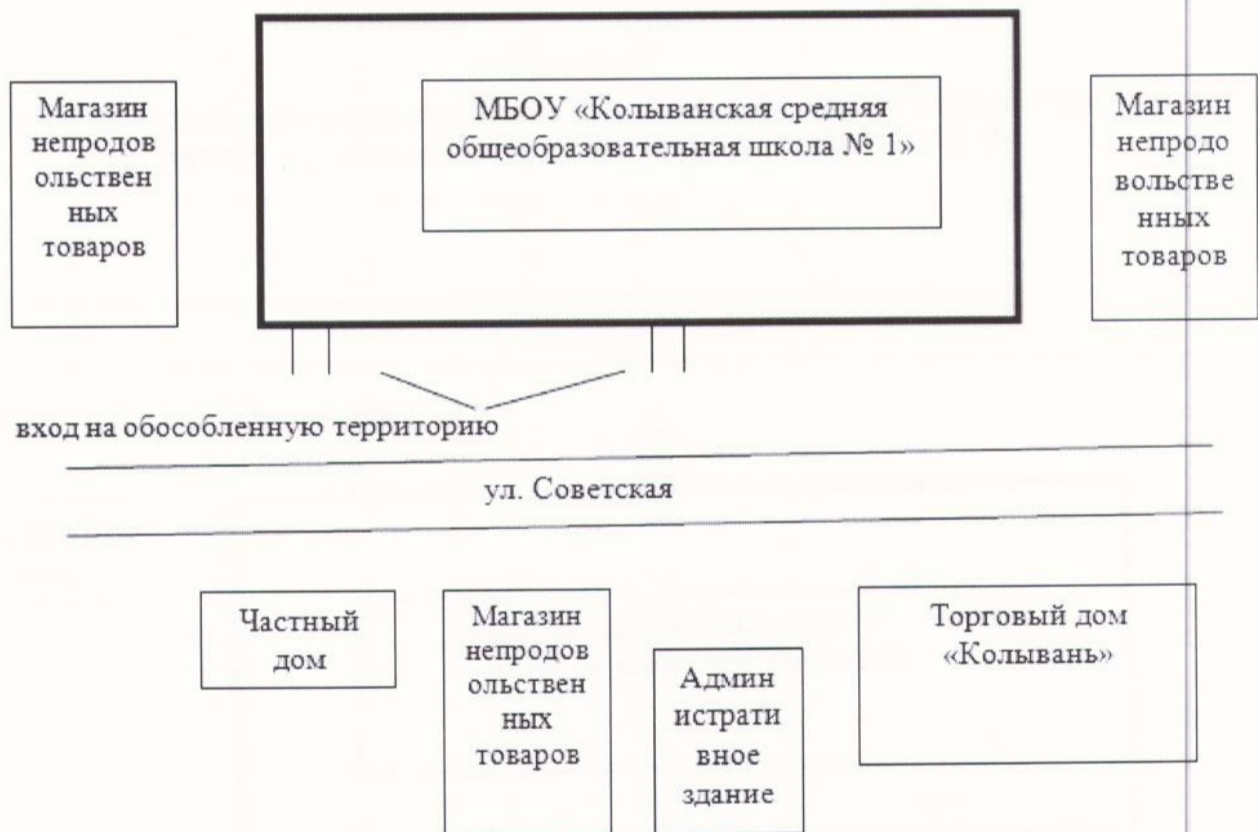 Магазин
непродов
ольствен
ных
товаров
МБОУ «Колыванская средняя
общеобразовательная школа № 1»
Магазин
непродо
вольстве
нных
товаров
вход на обособленную территорию
ул. Советская
Частный
дом
Магазин
непродов
ольствен
ных
товаров
Админ
истрати
вное
здание
Торговый дом
«Колывань»